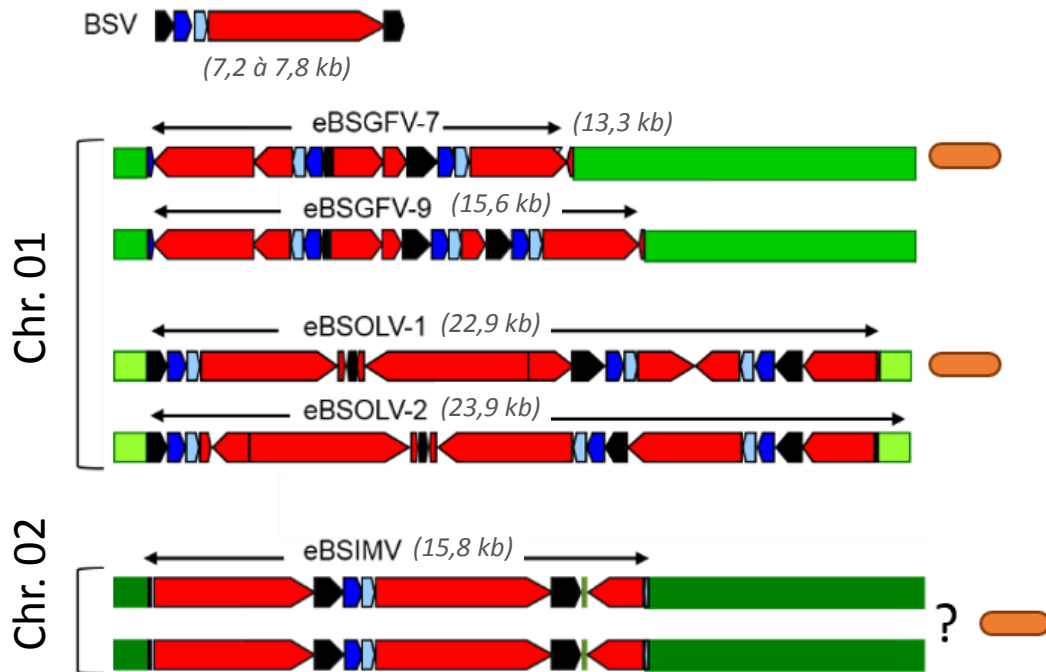 BSV
(7,2 à 7,8 kb)
eBSGFV-7 (13,3 kb)
eBSGFV-9 (15,6 kb)
Chr. 01
eBSOLV-1 (22,9 kb)
eBSOLV-2 (23,9 kb)
Chr. 02
eBSIMV (15,8 kb)
?